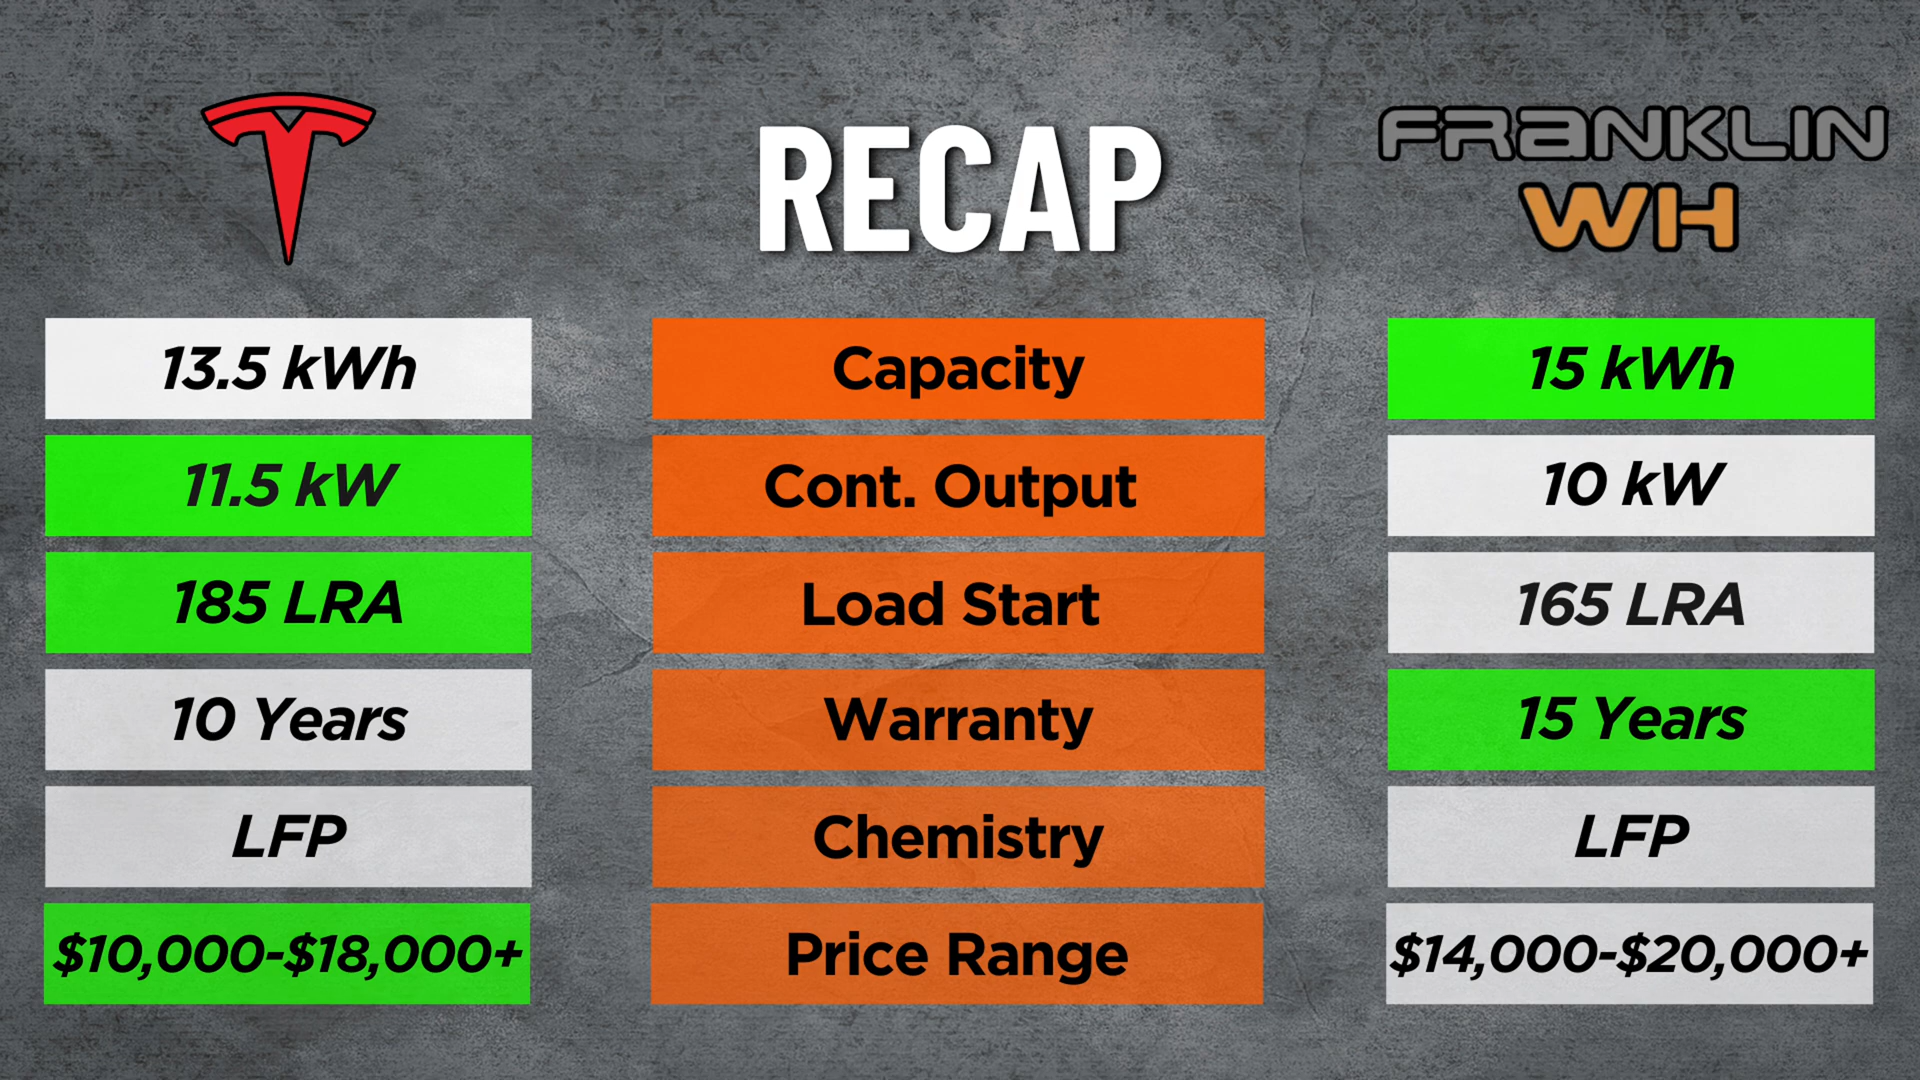 RECAP
FRANKLIN
WH
13.5 kWh
Capacity
15 kWh
11.5 kW
Cont. Output
10 kW
185 LRA
Load Start
165 LRA
10 Years
Warranty
15 Years
LFP
Chemistry
LFP
$10,000-$18,000+
Price Range
$14,000-$20,000+